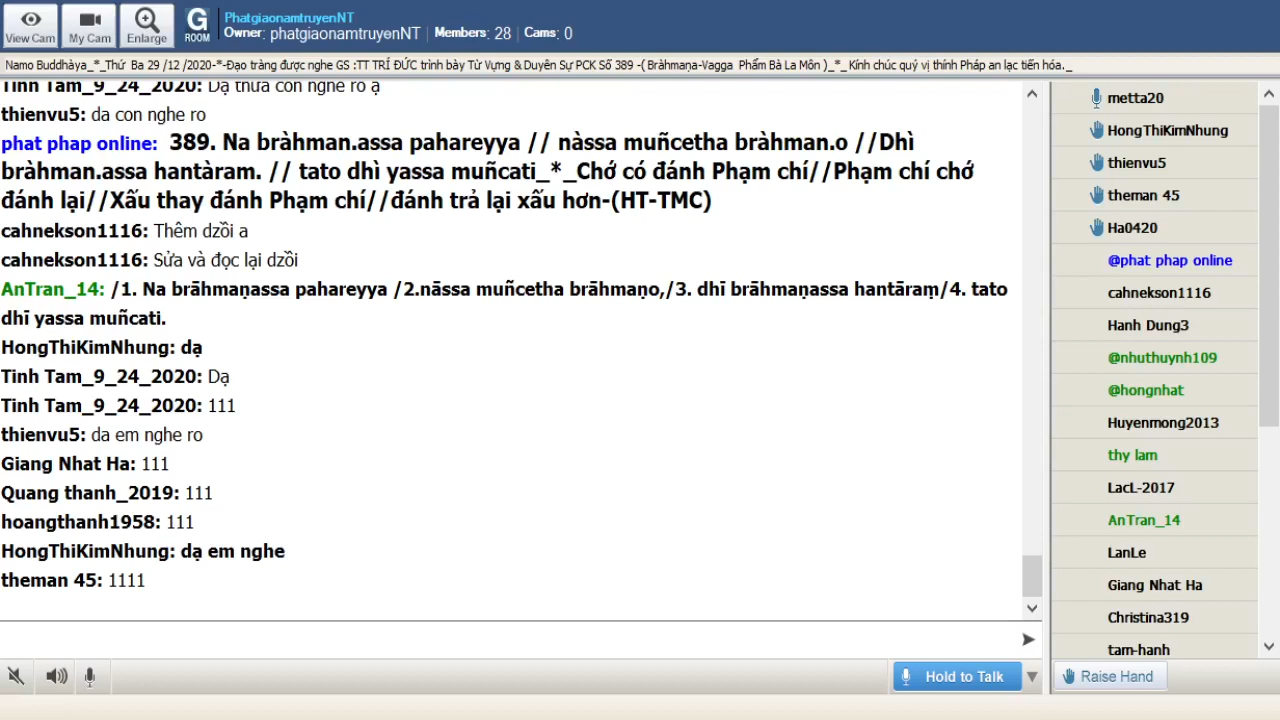 View Cam
My Cam
Enlarge
G
ROOM
PhatgiaonamtruyenNT
Owner: phatgiaonamtruyenNT | Members: 28 | Cams: 0
Namo Buddhàya_*_Thứ Ba 29 /12 /2020-*-Đạo tràng được nghe GS :TT TRÍ ĐỨC trình bày Từ Vựng & Duyên Sự PCK Số 389 -( Bràhmaṇa-Vagga Phẩm Bà La Môn )_*_ Kính chúc quý vị thính Pháp an lạc tiến hóa._
Tinh Tam_9_24_2020: Dạ thưa con nghe rõ ạ
thienvu5: da con nghe ro
phat phap online: 389. Na bràhman.assa pahareyya // nàssa muñcetha bràhman.o //Dhì
bràhman.assa hantàram. // tato dhì yassa muñcati_*_Chớ có đánh Phạm chí//Phạm chí chớ
đánh lại//Xấu thay đánh Phạm chí//đánh trả lại xấu hơn-(HT-TMC)
cahnekson1116: Thêm dzồi a
cahnekson1116: Sửa và đọc lại dzồi
AnTran_14: /1. Na brāhmaṇassa pahareyya /2.nāssa muñcetha brāhmaṇo,/3. dhī brāhmaṇassa hantāraṃ/4. tato
dhī yassa muñcati.
HongThiKimNhung: dạ
Tinh Tam_9_24_2020: Dạ
Tinh Tam_9_24_2020: 111
thienvu5: da em nghe ro
Giang Nhat Ha: 111
Quang thanh_2019: 111
hoangthanh1958: 111
HongThiKimNhung: dạ em nghe
theman 45: 1111
Hold to Talk
metta20
HongThiKimNhung
thienvu5
theman 45
Ha0420
@phat phap online
cahnekson1116
Hanh Dung3
@nhuthuynh109
@hongnhat
Huyenmong2013
thy lam
LacL-2017
AnTran_14
LanLe
Giang Nhat Ha
Christina319
tam-hanh
Raise Hand